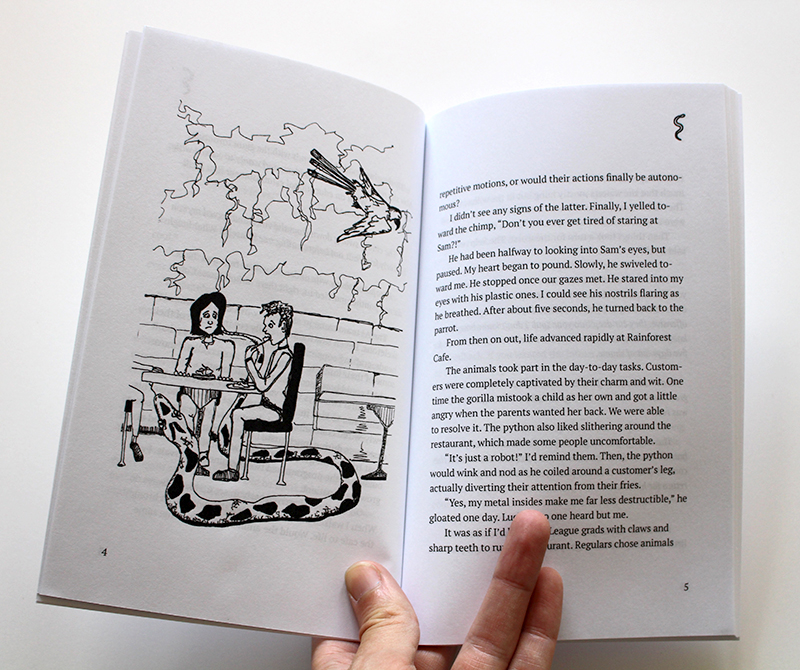 4
repetitive motions, or would their actions finally be autono-
mous?
I didn't see any signs of the latter. Finally, I yelled to-
ward the chimp, “Don't you ever get tired of staring at
Sam?!”
He had been halfway to looking into Sam's eyes, but
paused. My heart began to pound. Slowly, he swiveled to-
ward me. He stopped once our gazes met. He stared into my
eyes with his plastic ones. I could see his nostrils flaring as
he breathed. After about five seconds, he turned back to the
parrot.
From then on out, life advanced rapidly at Rainforest
Cafe.
The animals took part in the day-to-day tasks. Custom-
ers were completely captivated by their charm and wit. One
time the gorilla mistook a child as her own and got a little
angry when the parents wanted her back. We were able
to resolve it. The python also liked slithering around the
restaurant, which made some people uncomfortable.
“It's just a robot!” I'd remind them. Then, the python
would wink and nod as he coiled around a customer's leg,
actually diverting their attention from their fries.
“Yes, my metal insides make me far less destructible,” he
gloated one day. one heard but me.
It was as if I'd League grads with claws and
sharp teeth to Regulars chose animals
5